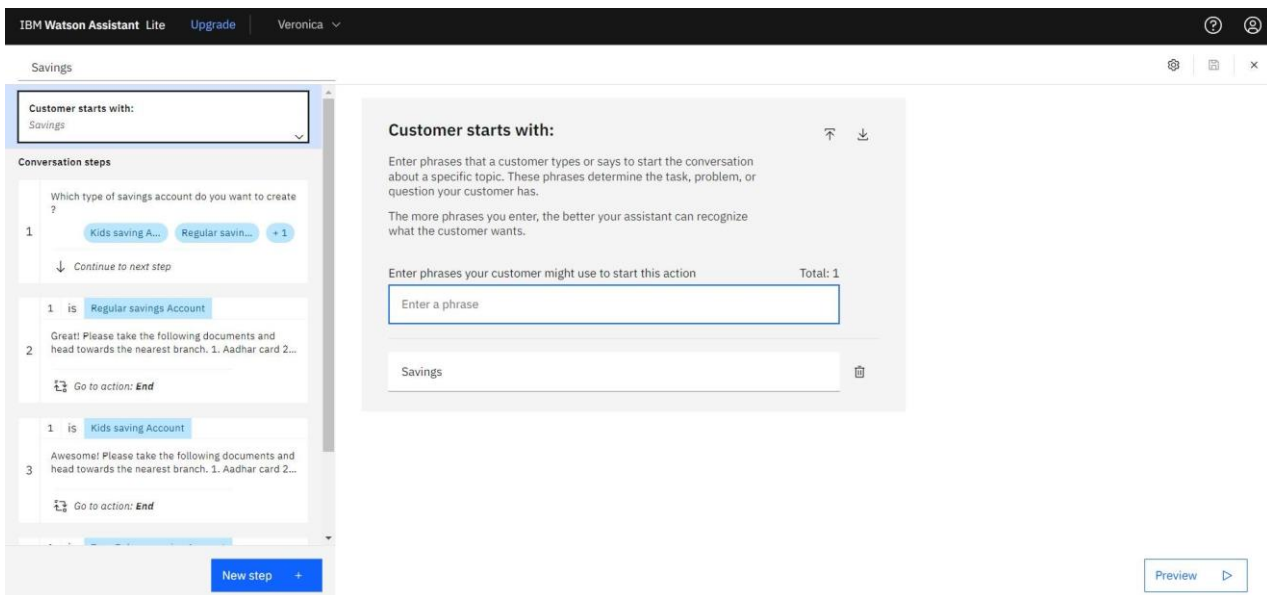 IBM Watson Assistant Lite Upgrade Veronica
Savings
Customer starts with:
Savings
Conversation steps
1
Which type of savings account do you want to create
?
Kids saving A... Regular savin... + 1
Continue to next step
2
1 is Regular savings Account
Great! Please take the following documents and
head towards the nearest branch. 1. Aadhar card 2...
Go to action: End
3
1 is Kids saving Account
Awesome! Please take the following documents and
head towards the nearest branch. 1. Aadhar card 2...
Go to action: End
New step +
Customer starts with:
Enter phrases that a customer types or says to start the conversation
about a specific topic. These phrases determine the task, problem, or
question your customer has.
The more phrases you enter, the better your assistant can recognize
what the customer wants.
Enter phrases your customer might use to start this action Total: 1
Enter a phrase
Savings
Preview